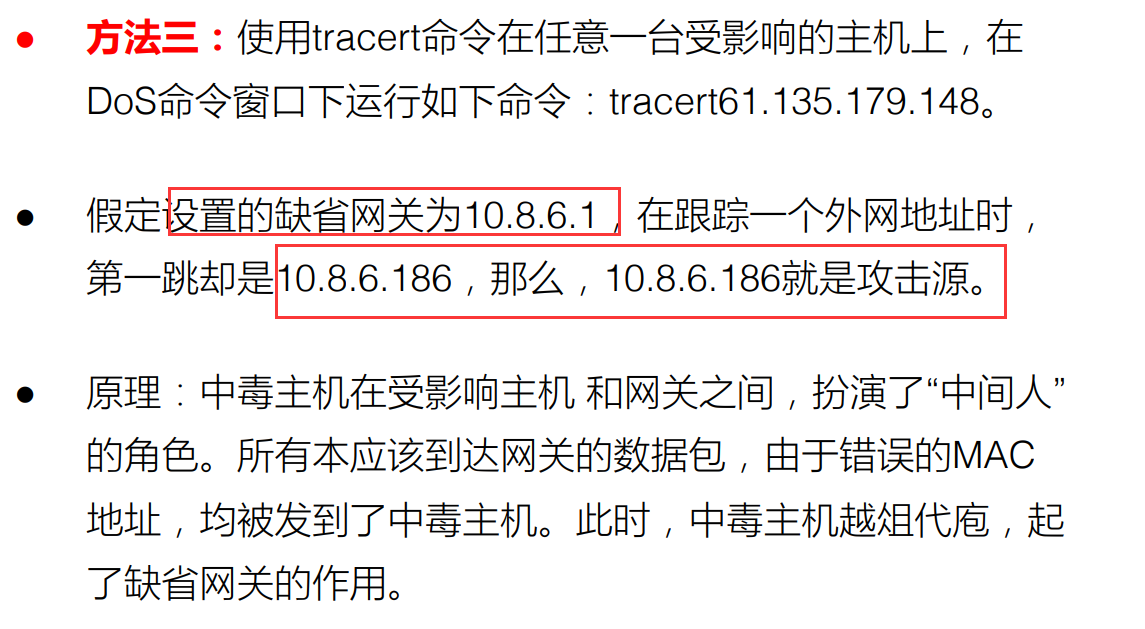 ● 方法三：使用tracert命令在任意一台受影响的主机上，在
DoS命令窗口下运行如下命令：tracert61.135.179.148。
● 假定设置的缺省网关为10.8.6.1，在跟踪一个外网地址时，
第一跳却是10.8.6.186，那么，10.8.6.186就是攻击源。
● 原理：中毒主机在受影响主机 和网关之间，扮演了“中间人”
的角色。所有本应该到达网关的数据包，由于错误的MAC
地址，均被发到了中毒主机。此时，中毒主机越俎代庖，起
了缺省网关的作用。